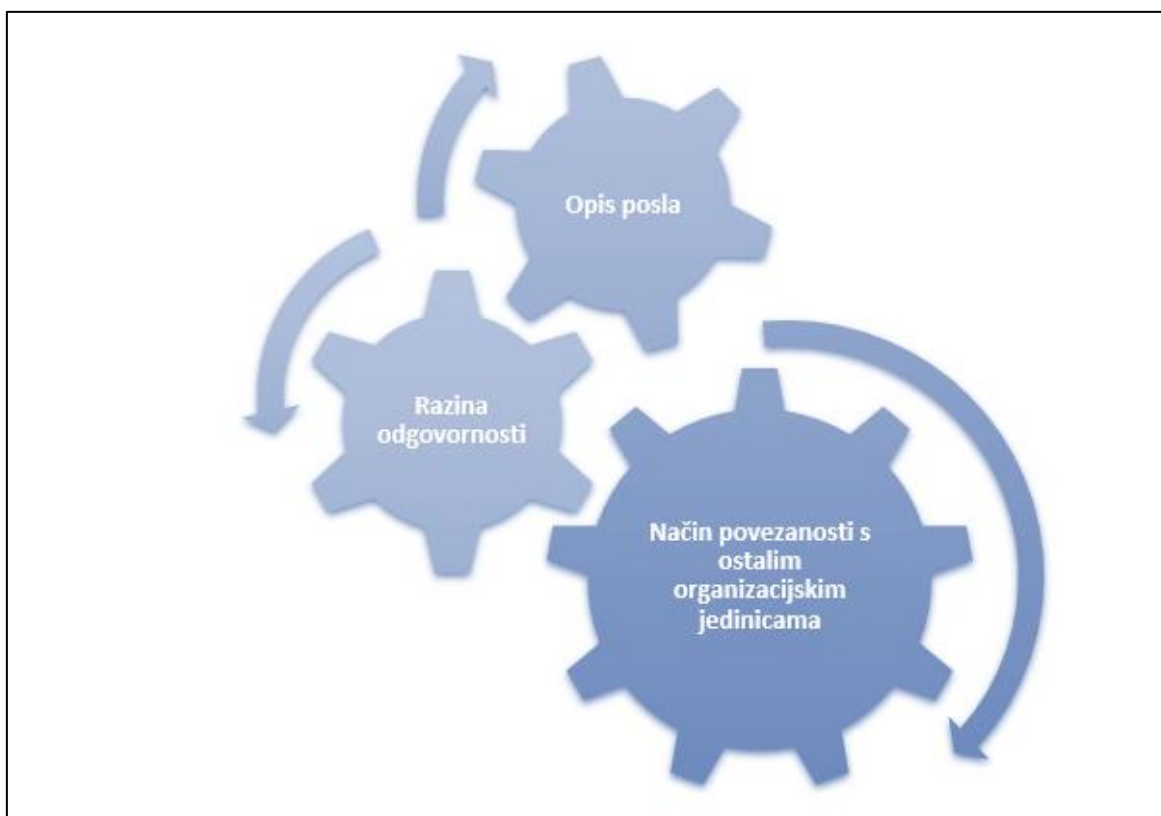 Opis posla
Razina
odgovornosti
Način povezanosti s
ostalim
organizacijskim
jedinicama